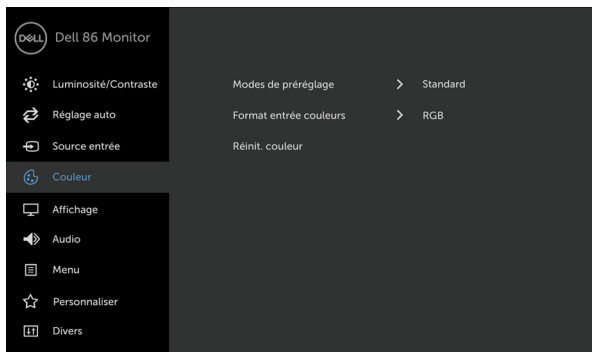 DELL
Dell 86 Monitor
Luminosité/Contraste
Réglage auto
Source entrée
Couleur
Affichage
Audio
Menu
Personnaliser
Divers
Modes de préréglage > Standard
Format entrée couleurs > RGB
Réinit. couleur